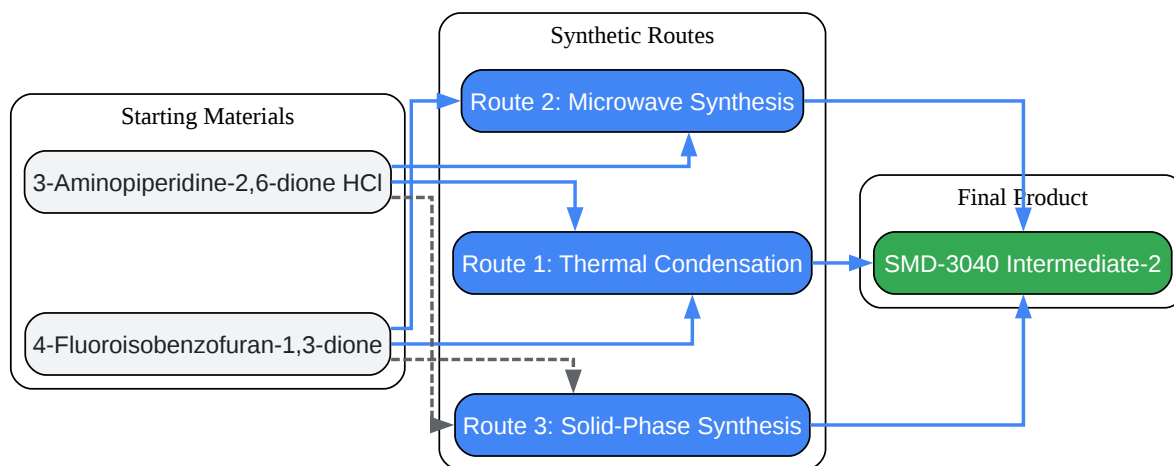 Starting Materials
3-Aminopiperidine-2,6-dione HCl
4-Fluoroisobenzofuran-1,3-dione
Synthetic Routes
Route 2: Microwave Synthesis
Route 1: Thermal Condensation
Route 3: Solid-Phase Synthesis
Final Product
SMD-3040 Intermediate-2